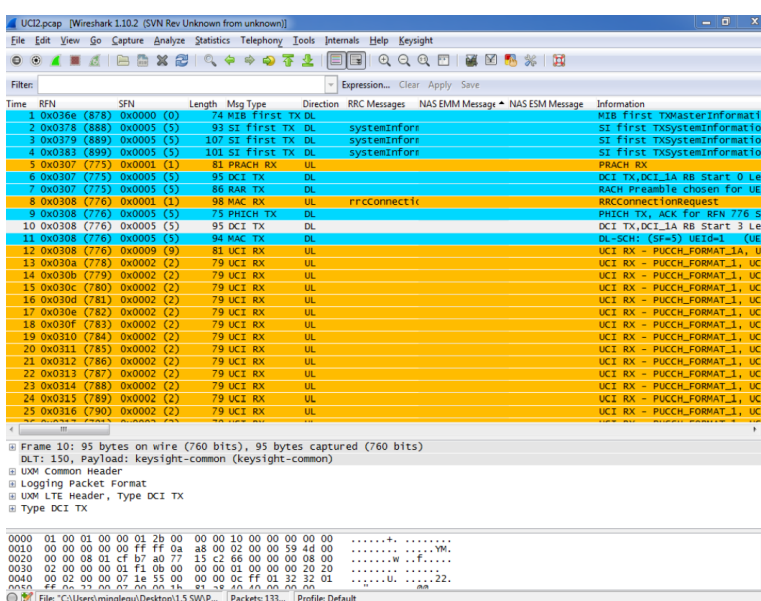 UCI2.pcap [Wireshark 1.10.2 (SVN Rev Unknown from unknown)]
File Edit View Go Capture Analyze Statistics Telephony Tools Internals Help Keysight
Filter: Expression... Clear Apply Save
Time RFN SFN Length Msg Type Direction RRC Messages NAS EMM Message NAS ESM Message Information
1 0x036e (878) 0x0000 (0) 74 MIB first TX DL MIB first TXMasterInformati
2 0x0378 (888) 0x0005 (5) 93 SI first TX DL systemInforn SI first TXSystemInformatio
3 0x0379 (889) 0x0005 (5) 107 SI first TX DL systemInforn SI first TXSystemInformatio
4 0x0383 (899) 0x0005 (5) 101 SI first TX DL systemInforn SI first TXSystemInformatio
5 0x0307 (775) 0x0001 (1) 81 PRACH RX UL PRACH RX
6 0x0307 (775) 0x0005 (5) 95 DCI TX DL DCI TX,DCI_1A RB Start 0 Le
7 0x0307 (775) 0x0005 (5) 86 RAR TX DL RACH Preamble chosen for UE
8 0x0308 (776) 0x0001 (1) 98 MAC RX UL rrcConnectic RRCConnectionRequest
9 0x0308 (776) 0x0005 (5) 75 PHICH TX DL PHICH TX, ACK for RFN 776 S
10 0x0308 (776) 0x0005 (5) 95 DCI TX DL DCI TX,DCI_1A RB Start 3 Le
11 0x0308 (776) 0x0005 (5) 94 MAC TX DL DL-SCH: (SF=5) UEId=1 (UE
12 0x0308 (776) 0x0009 (9) 81 UCI RX UL UCI RX - PUCCH_FORMAT_1A, U
13 0x030a (778) 0x0002 (2) 79 UCI RX UL UCI RX - PUCCH_FORMAT_1, UC
14 0x030b (779) 0x0002 (2) 79 UCI RX UL UCI RX - PUCCH_FORMAT_1, UC
15 0x030c (780) 0x0002 (2) 79 UCI RX UL UCI RX - PUCCH_FORMAT_1, UC
16 0x030d (781) 0x0002 (2) 79 UCI RX UL UCI RX - PUCCH_FORMAT_1, UC
17 0x030e (782) 0x0002 (2) 79 UCI RX UL UCI RX - PUCCH_FORMAT_1, UC
18 0x030f (783) 0x0002 (2) 79 UCI RX UL UCI RX - PUCCH_FORMAT_1, UC
19 0x0310 (784) 0x0002 (2) 79 UCI RX UL UCI RX - PUCCH_FORMAT_1, UC
20 0x0311 (785) 0x0002 (2) 79 UCI RX UL UCI RX - PUCCH_FORMAT_1, UC
21 0x0312 (786) 0x0002 (2) 79 UCI RX UL UCI RX - PUCCH_FORMAT_1, UC
22 0x0313 (787) 0x0002 (2) 79 UCI RX UL UCI RX - PUCCH_FORMAT_1, UC
23 0x0314 (788) 0x0002 (2) 79 UCI RX UL UCI RX - PUCCH_FORMAT_1, UC
24 0x0315 (789) 0x0002 (2) 79 UCI RX UL UCI RX - PUCCH_FORMAT_1, UC
25 0x0316 (790) 0x0002 (2) 79 UCI RX UL UCI RX - PUCCH_FORMAT_1, UC
Frame 10: 95 bytes on wire (760 bits), 95 bytes captured (760 bits)
DLT: 150, Payload: keysight-common (keysight-common)
UXM Common Header
Logging Packet Format
UXM LTE Header, Type DCI TX
Type DCI TX
0000 01 00 01 00 00 01 2b 00 00 00 10 00 00 00 00 00 ......+. ........
0010 00 00 00 00 00 ff ff 0a a8 00 02 00 00 59 4d 00 ........ .....YM.
0020 00 00 08 01 cf b7 a0 77 15 c2 66 00 00 00 08 00 .......w ..f.....
0030 02 00 00 00 01 f1 0b 00 00 00 01 00 00 00 20 20 ........ ......
0040 00 02 00 00 07 1e 55 00 00 00 0c ff 01 32 32 01 ......U. .....22.
File: "C:\Users\minglequ\Desktop\1.5 SW\P... Packets: 133... Profile: Default